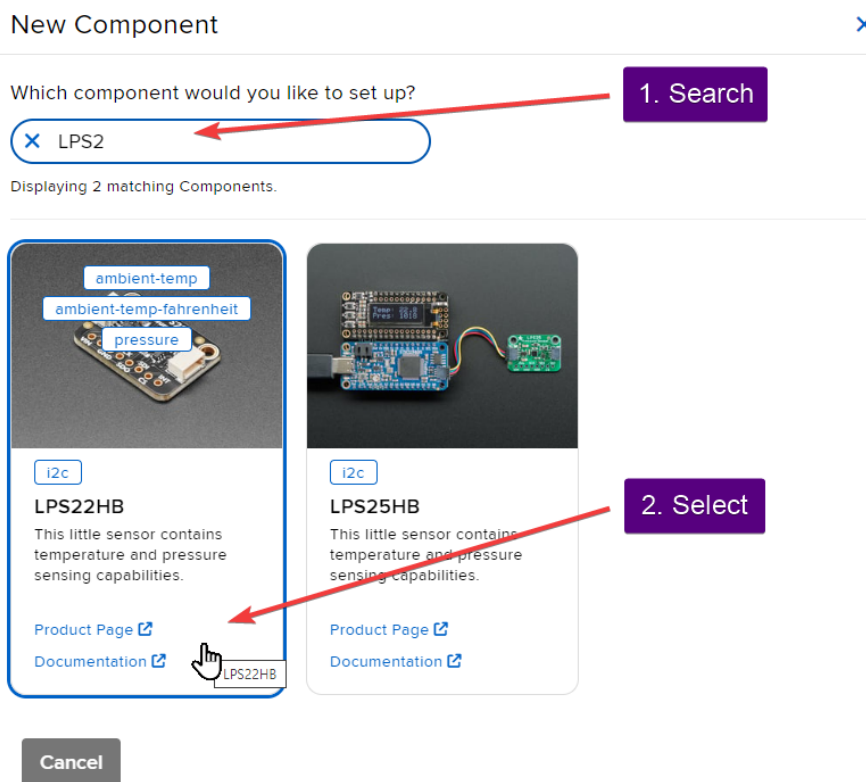 New Component
Which component would you like to set up?
1. Search
LPS2
Displaying 2 matching Components.
ambient-temp
ambient-temp-fahrenheit
pressure
i2c
LPS22HB
This little sensor contains
temperature and pressure
sensing capabilities.
Product Page
Documentation
LPS22HB
i2c
LPS25HB
This little sensor contains
temperature and pressure
sensing capabilities.
Product Page
Documentation
2. Select
Cancel